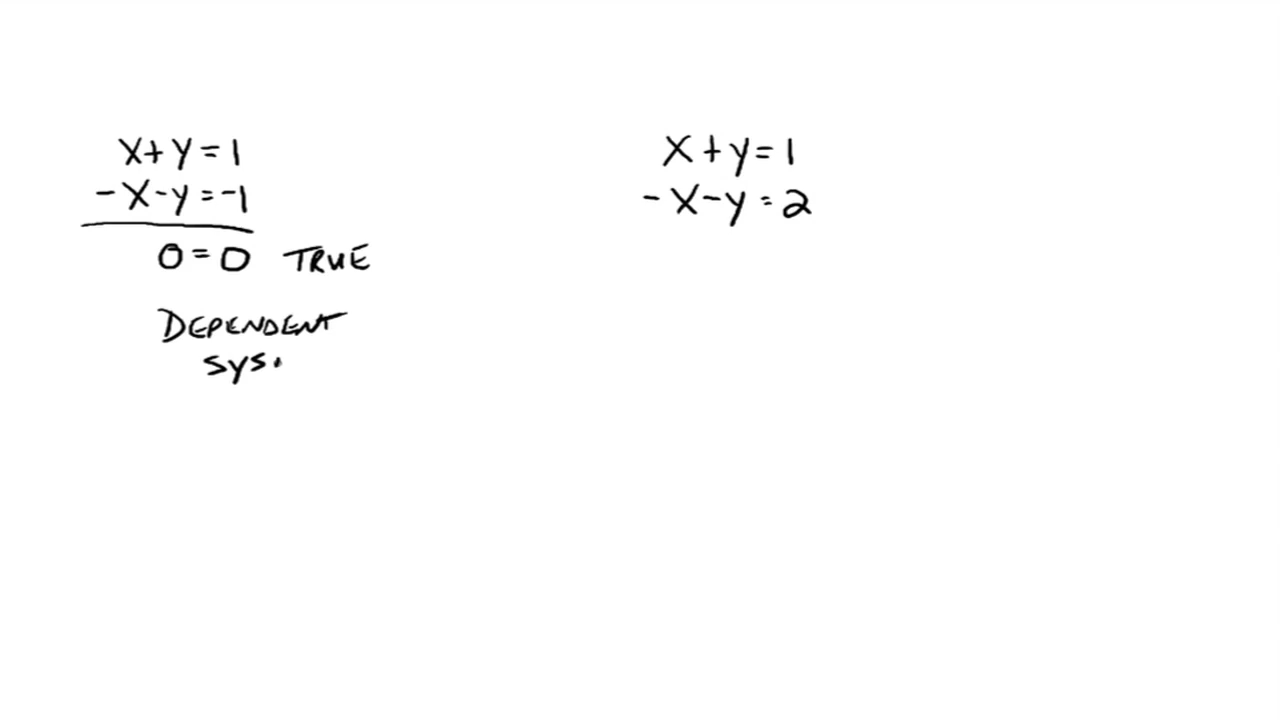 x+y=1
-x-y=-1
0=0 TRUE
DEPENDENT
SYS.
x+y=1
-x-y=2